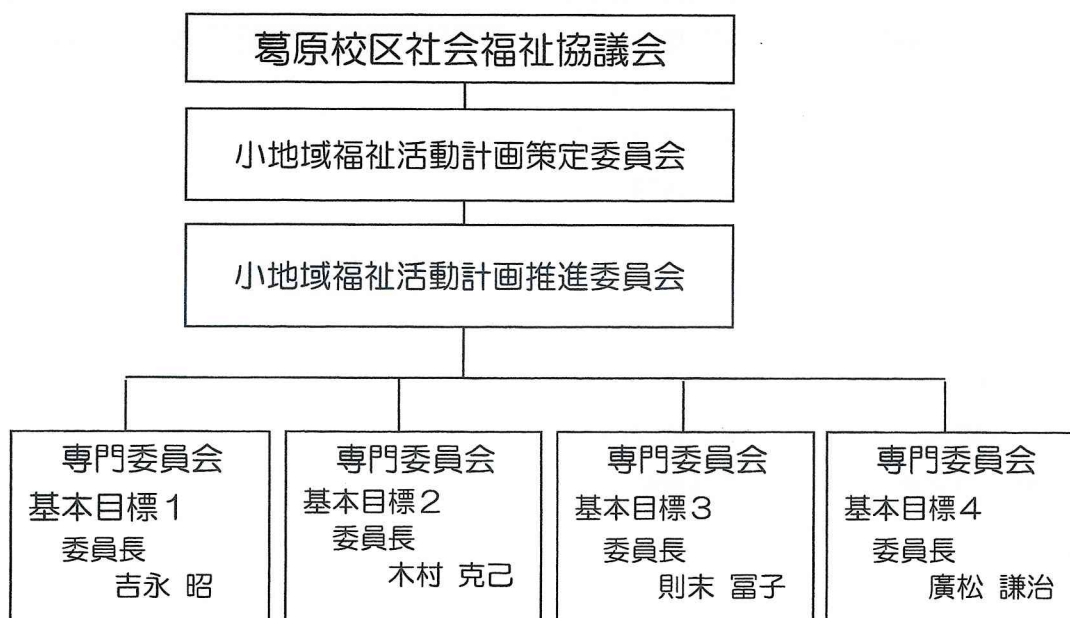 葛原校区社会福祉協議会
小地域福祉活動計画策定委員会
小地域福祉活動計画推進委員会
専門委員会
基本目標１
委員長
吉永 昭
専門委員会
基本目標２
委員長
木村 克己
専門委員会
基本目標３
委員長
則末 冨子
専門委員会
基本目標４
委員長
廣松 謙治